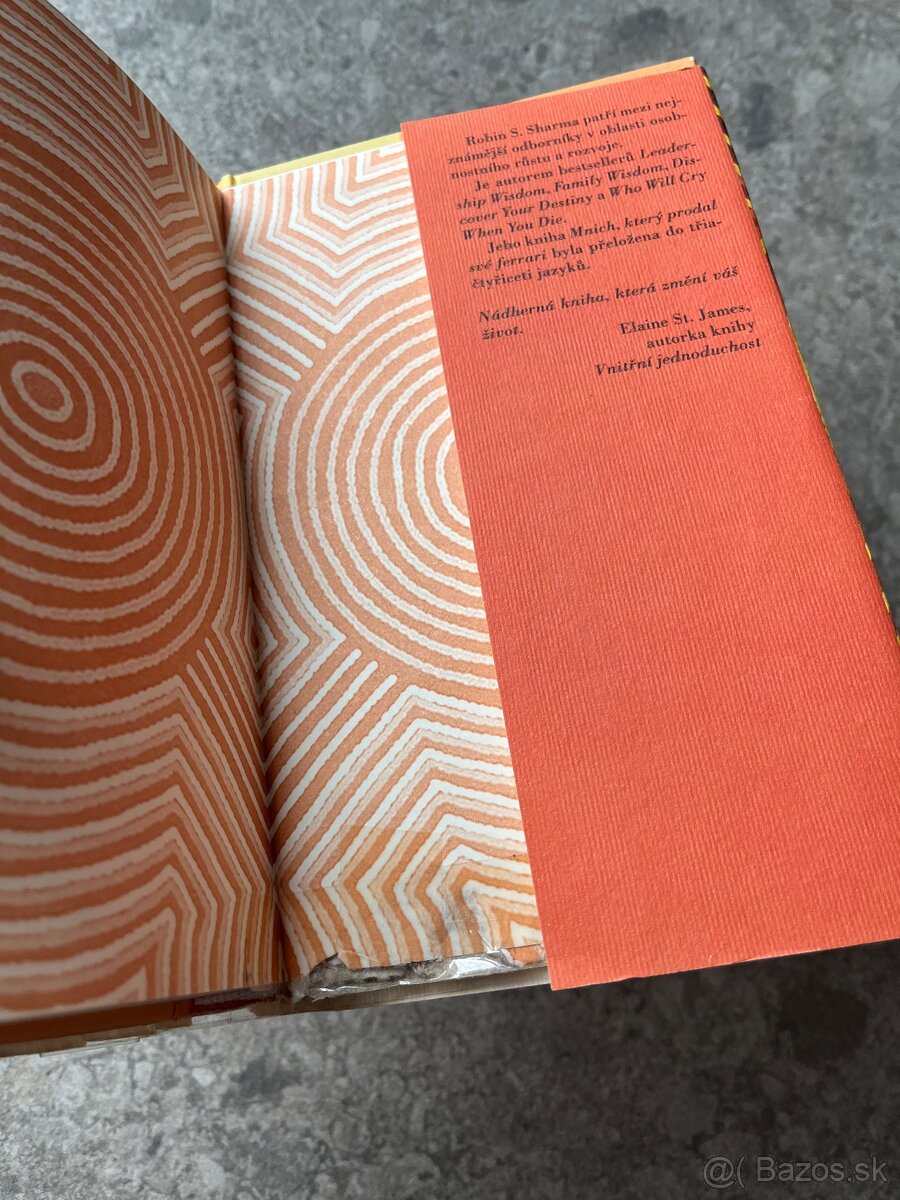 Robin S. Sharma patří mezi nej-
známější odborníky v oblasti osob-
nostního růstu a rozvoje.
Je autorem bestsellerů Leader-
ship Wisdom, Family Wisdom, Dis-
cover Your Destiny a Who Will Cry
When You Die.
Jeho kniha Mnich, který prodal
své ferrari byla přeložena do třia-
čtyřiceti jazyků.
Nádherná kniha, která změní váš
život.
Elaine St. James,
autorka knihy
Vnitřní jednoduchost
@( Bazos.sk